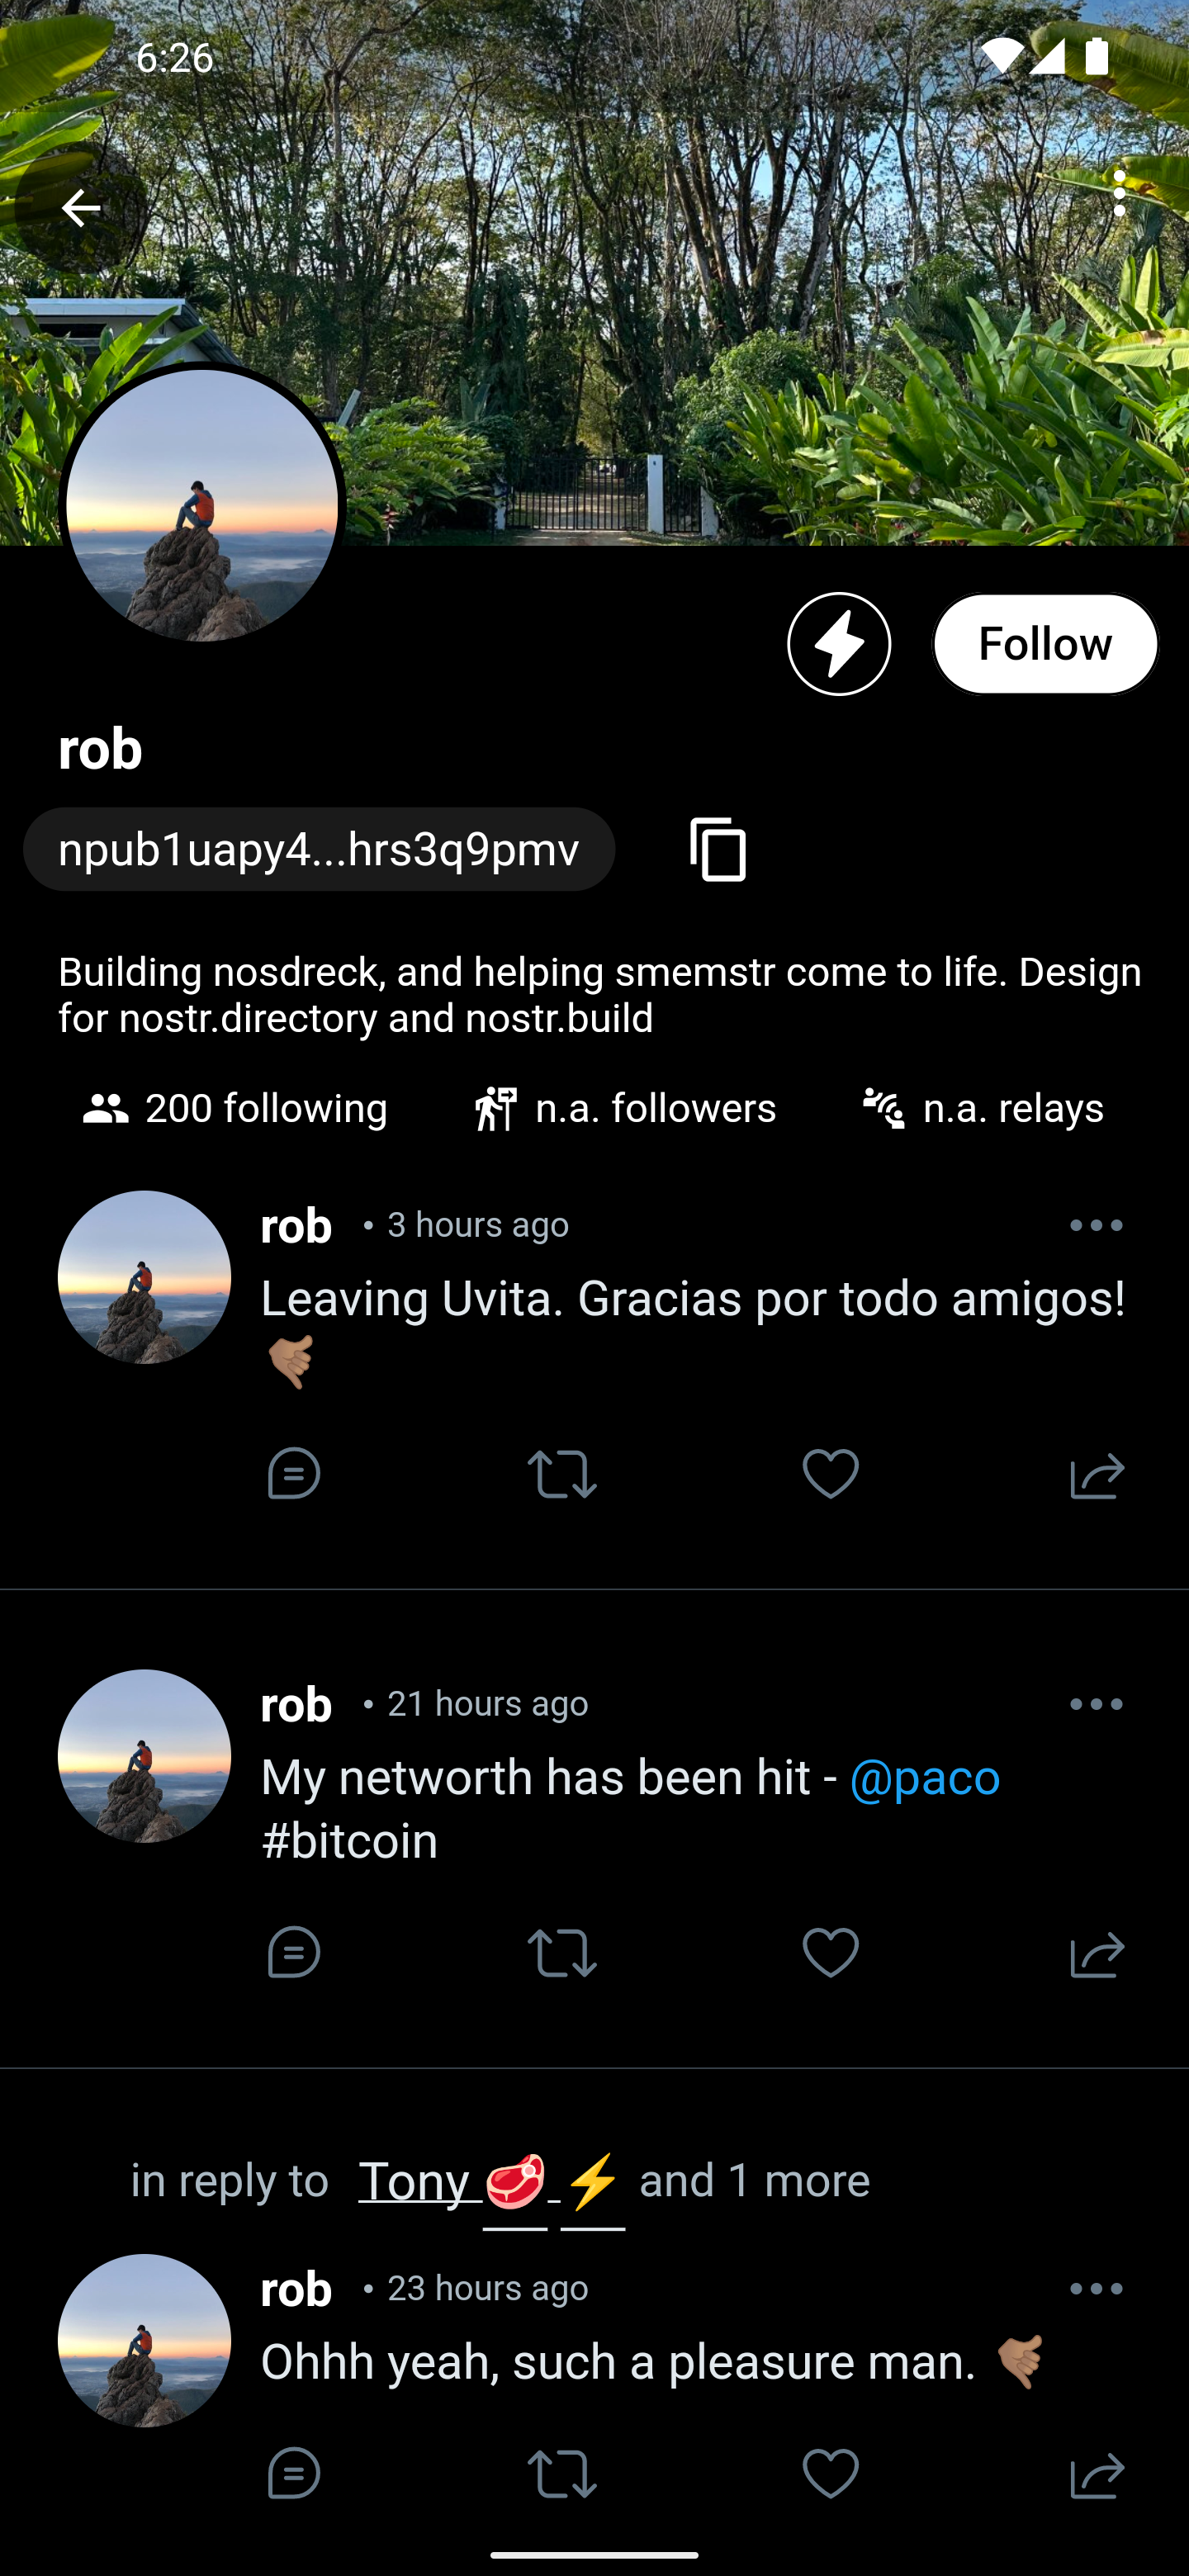 6:26
Follow
rob
npub1uapy4...hrs3q9pmv
Building nosdreck, and helping smemstr come to life. Design
for nostr.directory and nostr.build
200 following
n.a. followers
n.a. relays
rob • 3 hours ago
Leaving Uvita. Gracias por todo amigos!
🤙🏽
rob • 21 hours ago
My networth has been hit - @paco
#bitcoin
in reply to Tony 🥩 ⚡ and 1 more
rob • 23 hours ago
Ohhh yeah, such a pleasure man. 🤙🏽